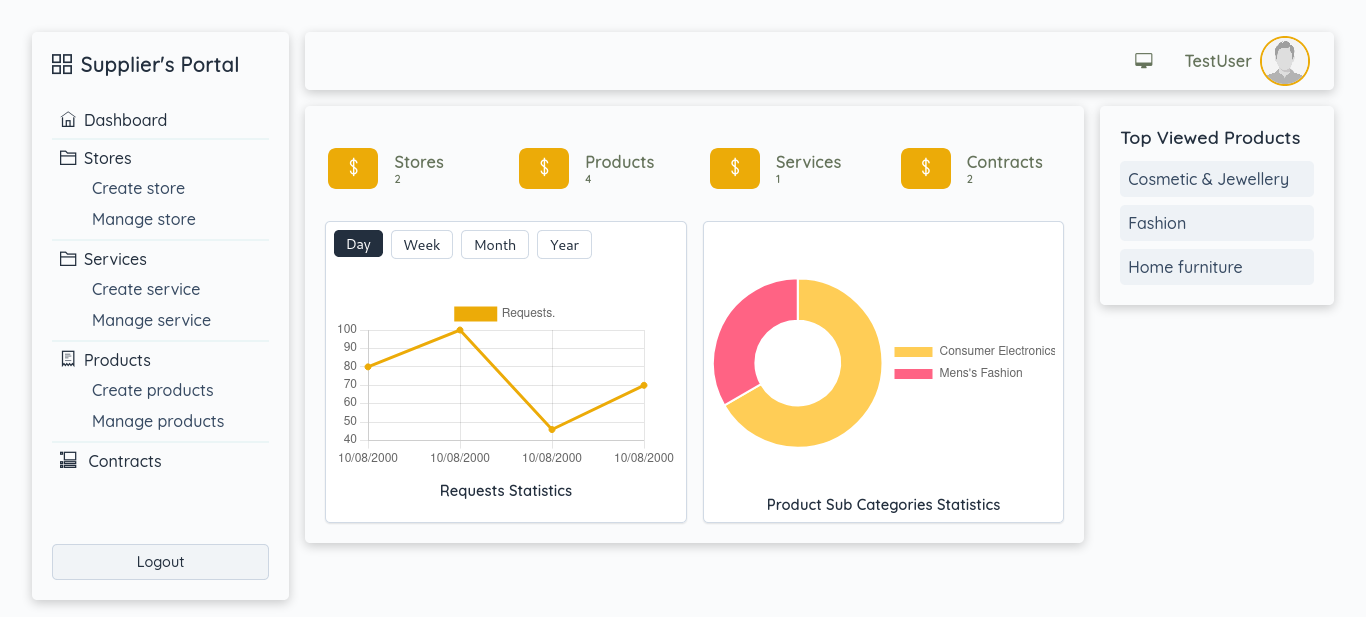 Supplier's Portal
Dashboard
Stores
Create store
Manage store
Services
Create service
Manage service
Products
Create products
Manage products
Contracts
Logout
TestUser
$ Stores
2
$ Products
4
$ Services
1
$ Contracts
2
Day Week Month Year
Requests.
100
90
80
70
60
50
40
10/08/2000 10/08/2000 10/08/2000 10/08/2000
Requests Statistics
Consumer Electronics
Mens's Fashion
Product Sub Categories Statistics
Top Viewed Products
Cosmetic & Jewellery
Fashion
Home furniture